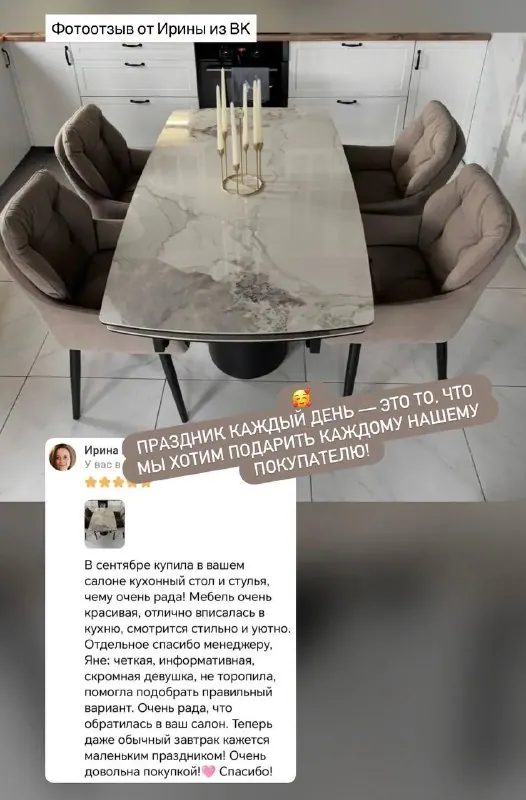 Фотоотзыв от Ирины из ВК
ПРАЗДНИК КАЖДЫЙ ДЕНЬ — ЭТО ТО, ЧТО
МЫ ХОТИМ ПОДАРИТЬ КАЖДОМУ НАШЕМУ
ПОКУПАТЕЛЮ!
Ирина
У вас в
В сентябре купила в вашем
салоне кухонный стол и стулья,
чему очень рада! Мебель очень
красивая, отлично вписалась в
кухню, смотрится стильно и уютно.
Отдельное спасибо менеджеру,
Яне: четкая, информативная,
скромная девушка, не торопила,
помогла подобрать правильный
вариант. Очень рада, что
обратилась в ваш салон. Теперь
даже обычный завтрак кажется
маленьким праздником! Очень
довольна покупкой!🩷 Спасибо!